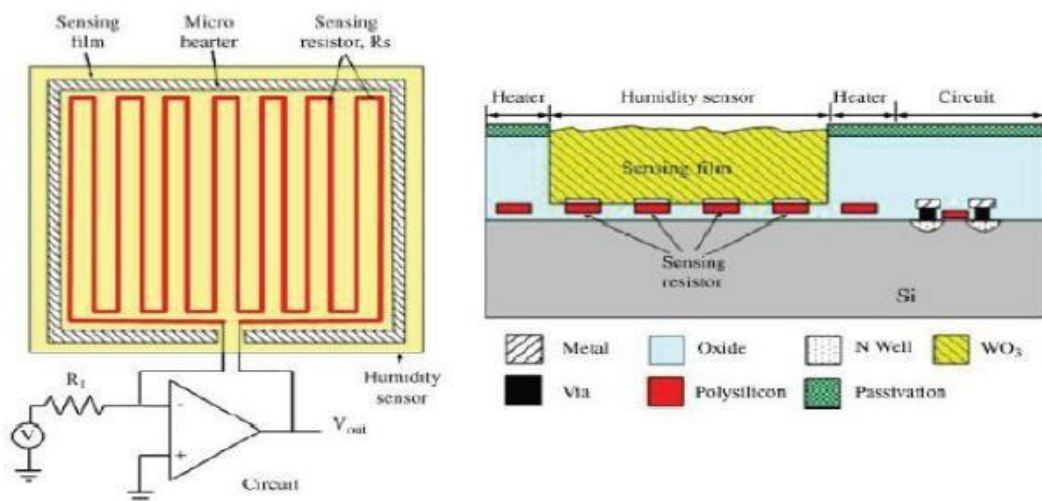 Sensing
film
Micro
hearter
Sensing
resistor, Rs
R1
V
-
+
Vout
Circuit
Humidity
sensor
Heater
Humidity sensor
Heater
Circuit
Sensing film
Sensing
resistor
Si
Metal
Oxide
N Well
WO3
Via
Polysilicon
Passivation